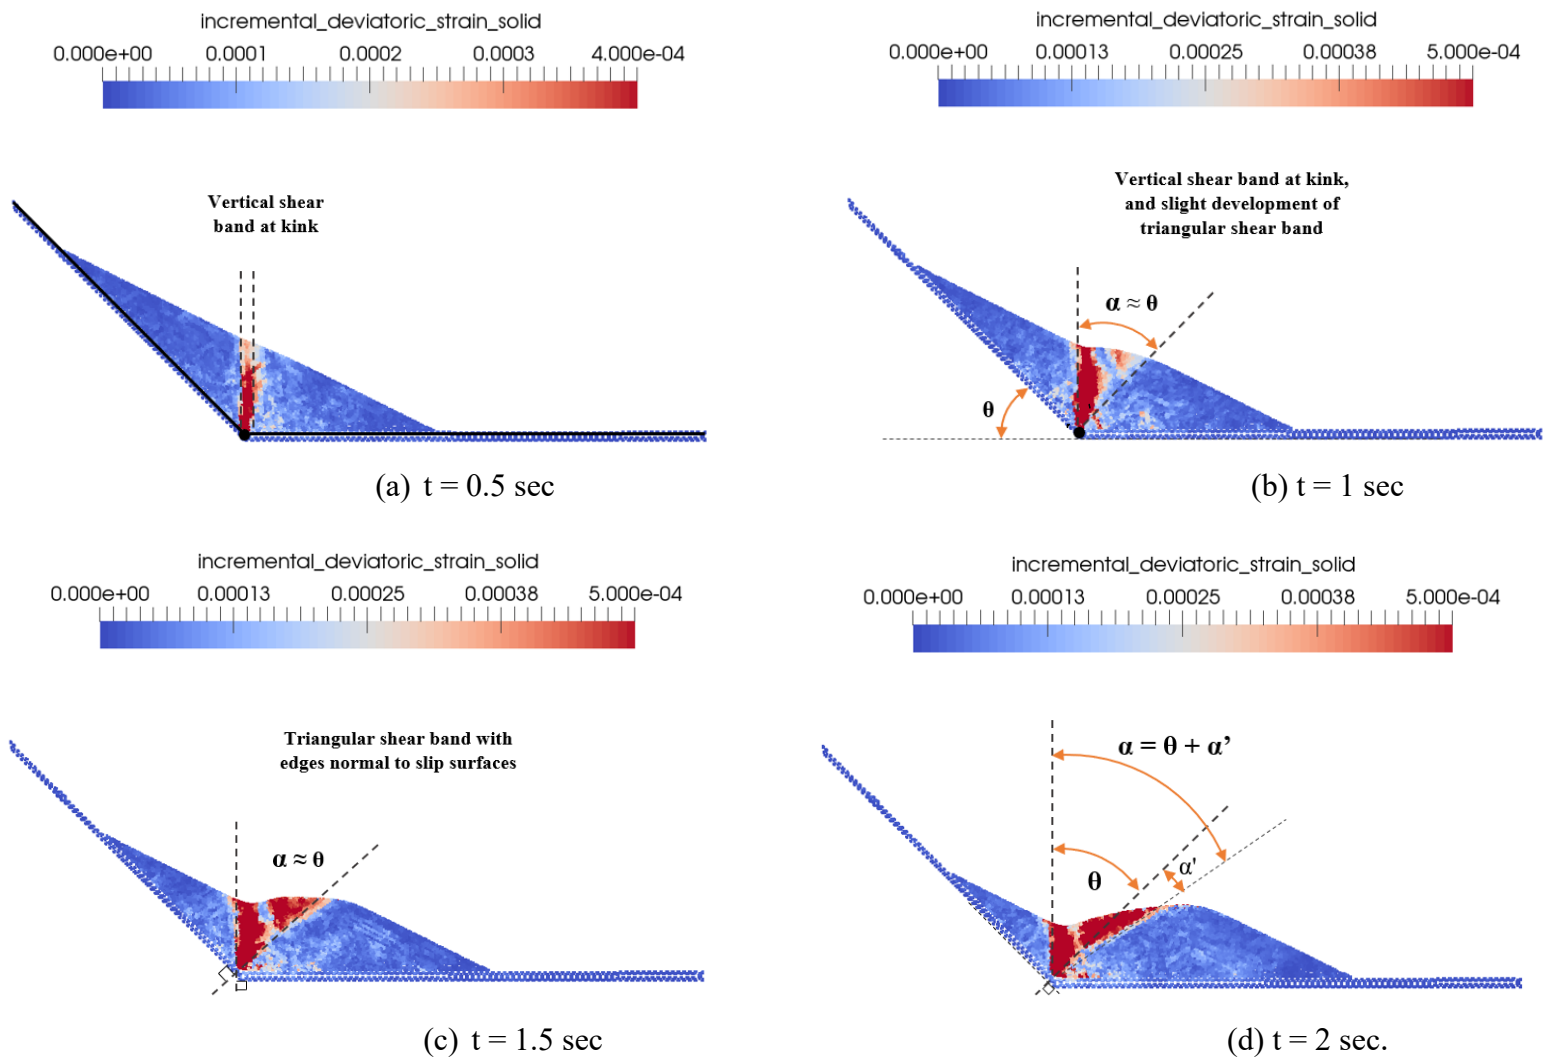 incremental_deviatoric_strain_solid
0.000e+00 0.0001 0.0002 0.0003 4.000e-04
Vertical shear
band at kink
(a) t = 0.5 sec
incremental_deviatoric_strain_solid
0.000e+00 0.00013 0.00025 0.00038 5.000e-04
Vertical shear band at kink,
and slight development of
triangular shear band
α ≈ θ
θ
(b) t = 1 sec
incremental_deviatoric_strain_solid
0.000e+00 0.00013 0.00025 0.00038 5.000e-04
Triangular shear band with
edges normal to slip surfaces
α ≈ θ
(c) t = 1.5 sec
incremental_deviatoric_strain_solid
0.000e+00 0.00013 0.00025 0.00038 5.000e-04
α = θ + α’
θ
α'
(d) t = 2 sec.